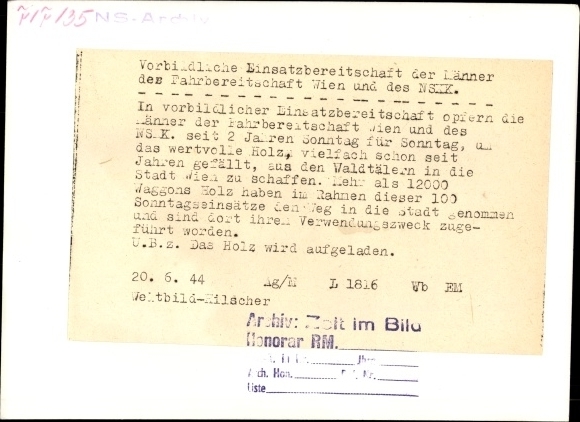 NS-Archiv
Vorbildliche Einsatzbereitschaft der Männer
der Fahrbereitschaft Wien und des NSKK.
In vorbildlicher Einsatzbereitschaft opfern die
Männer der Fahrbereitschaft Wien und des
NSKK. seit 2 Jahren Sonntag für Sonntag, um
das wertvolle Holz, vielfach schon seit
Jahren gefällt, aus den Waldtälern in die
Stadt Wien zu schaffen. Mehr als 12000
Waggons Holz haben im Rahmen dieser 100
Sonntagseinsätze den Weg in die Stadt genommen
und sind dort ihrem Verwendungszweck zuge-
führt worden.
U.B.z. Das Holz wird aufgeladen.
20. 6. 44 Ag/M L 1816 Wb EM
Weltbild-Hilscher
Archiv: Zeit im Bild
Honorar RM.
Arch. Hon.
Liste